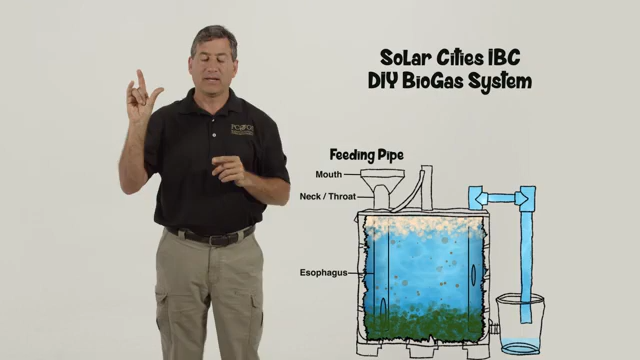 Solar Cities IBC
DIY BioGas System
Feeding Pipe
Mouth
Neck / Throat
Esophagus